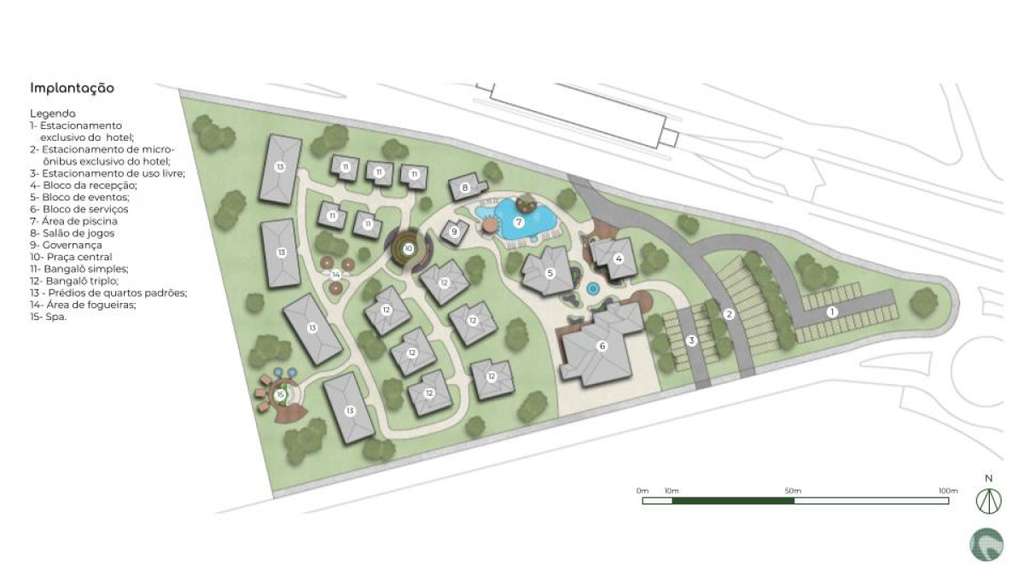 Implantação
Legenda
1- Estacionamento
exclusivo do hotel;
2- Estacionamento de micro-
ônibus exclusivo do hotel;
3- Estacionamento de uso livre;
4- Bloco da recepção;
5- Bloco de eventos;
6- Bloco de serviços
7- Área de piscina
8- Salão de jogos
9- Governança
10- Praça central
11- Bangalô simples;
12- Bangalô triplo;
13 - Prédios de quartos padrões;
14- Área de fogueiras;
15- Spa.
13
11
11
11
8
11
11
7
9
10
13
4
14
5
12
12
1
2
12
13
3
6
12
12
12
15
13
N
0m 10m 50m 100m